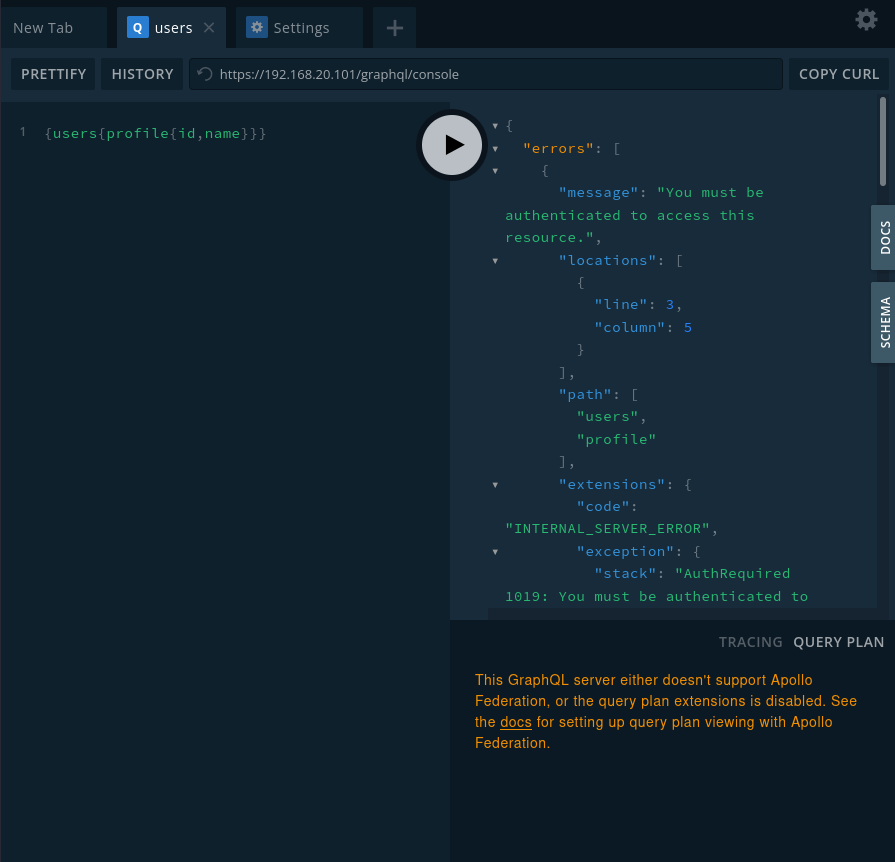 New Tab
Q users
Settings
PRETTIFY
HISTORY
https://192.168.20.101/graphql/console
COPY CURL
1 {users{profile{id,name}}}
{
"errors": [
{
"message": "You must be
authenticated to access this
resource.",
"locations": [
{
"line": 3,
"column": 5
}
],
"path": [
"users",
"profile"
],
"extensions": {
"code":
"INTERNAL_SERVER_ERROR",
"exception": {
"stack": "AuthRequired
1019: You must be authenticated to
DOCS
SCHEMA
TRACING QUERY PLAN
This GraphQL server either doesn't support Apollo
Federation, or the query plan extensions is disabled. See
the docs for setting up query plan viewing with Apollo
Federation.